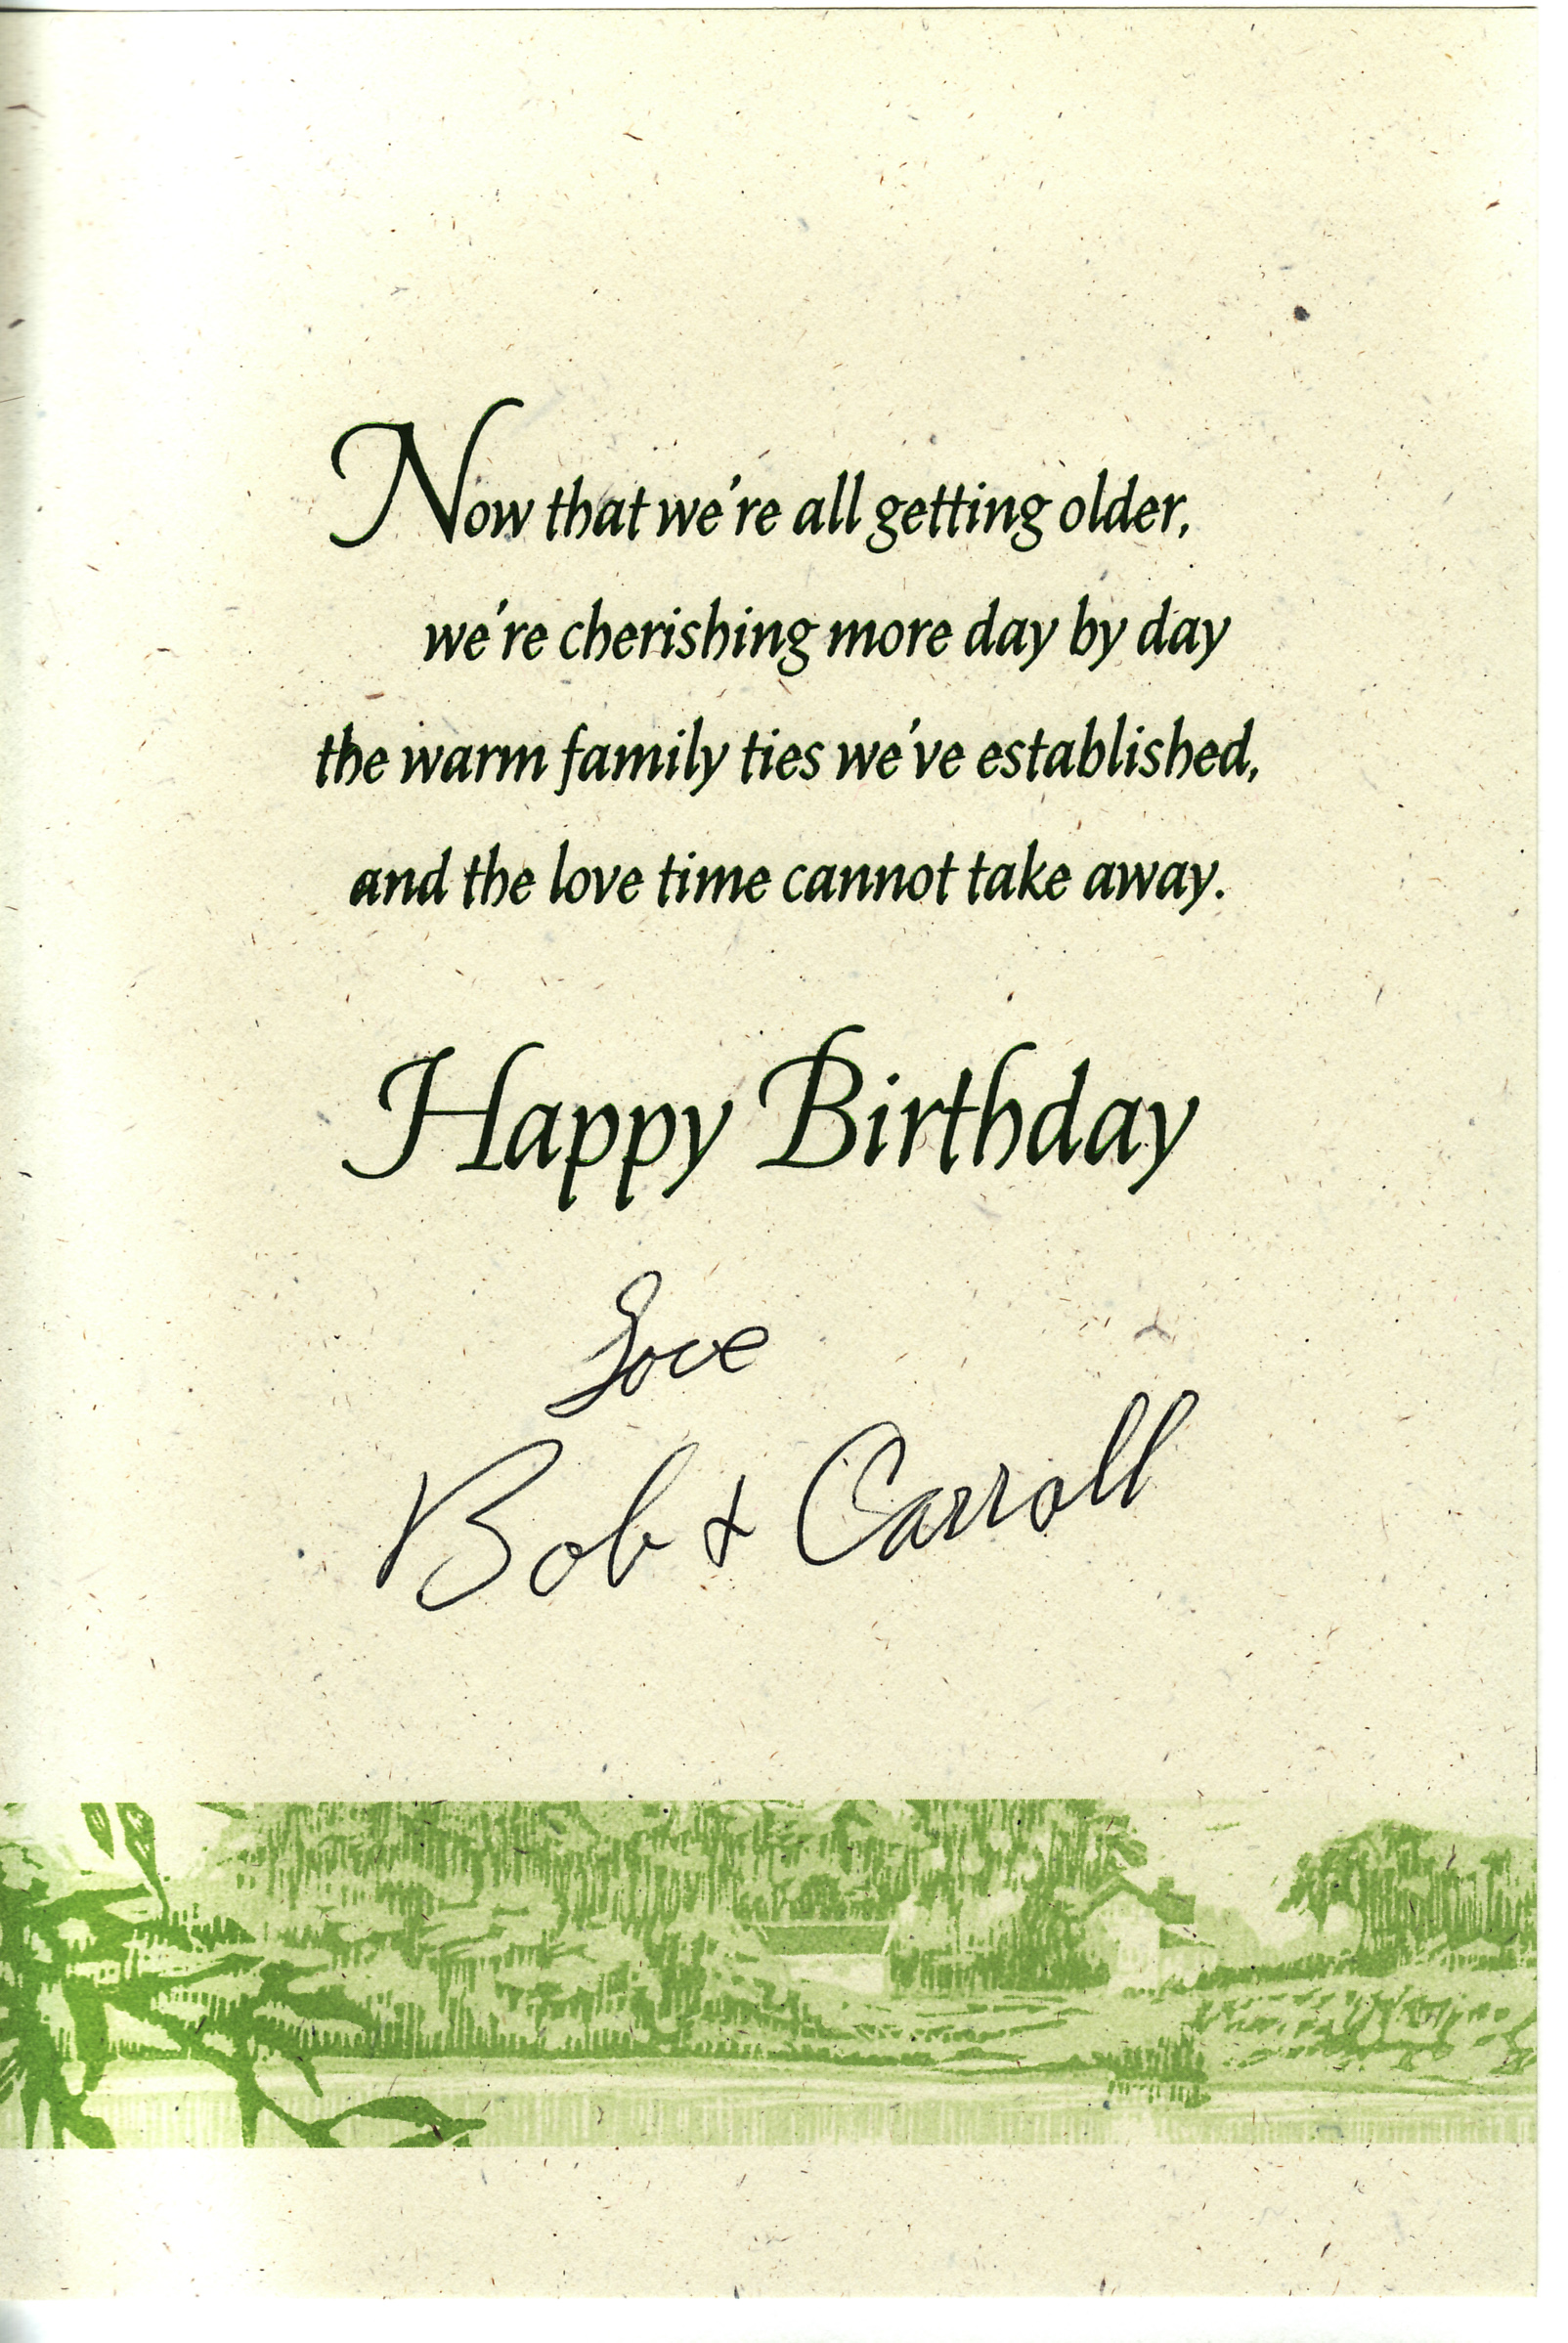 Now that we're all getting older,
we're cherishing more day by day
the warm family ties we've established,
and the love time cannot take away.
Happy Birthday
Love
Bob & Carroll